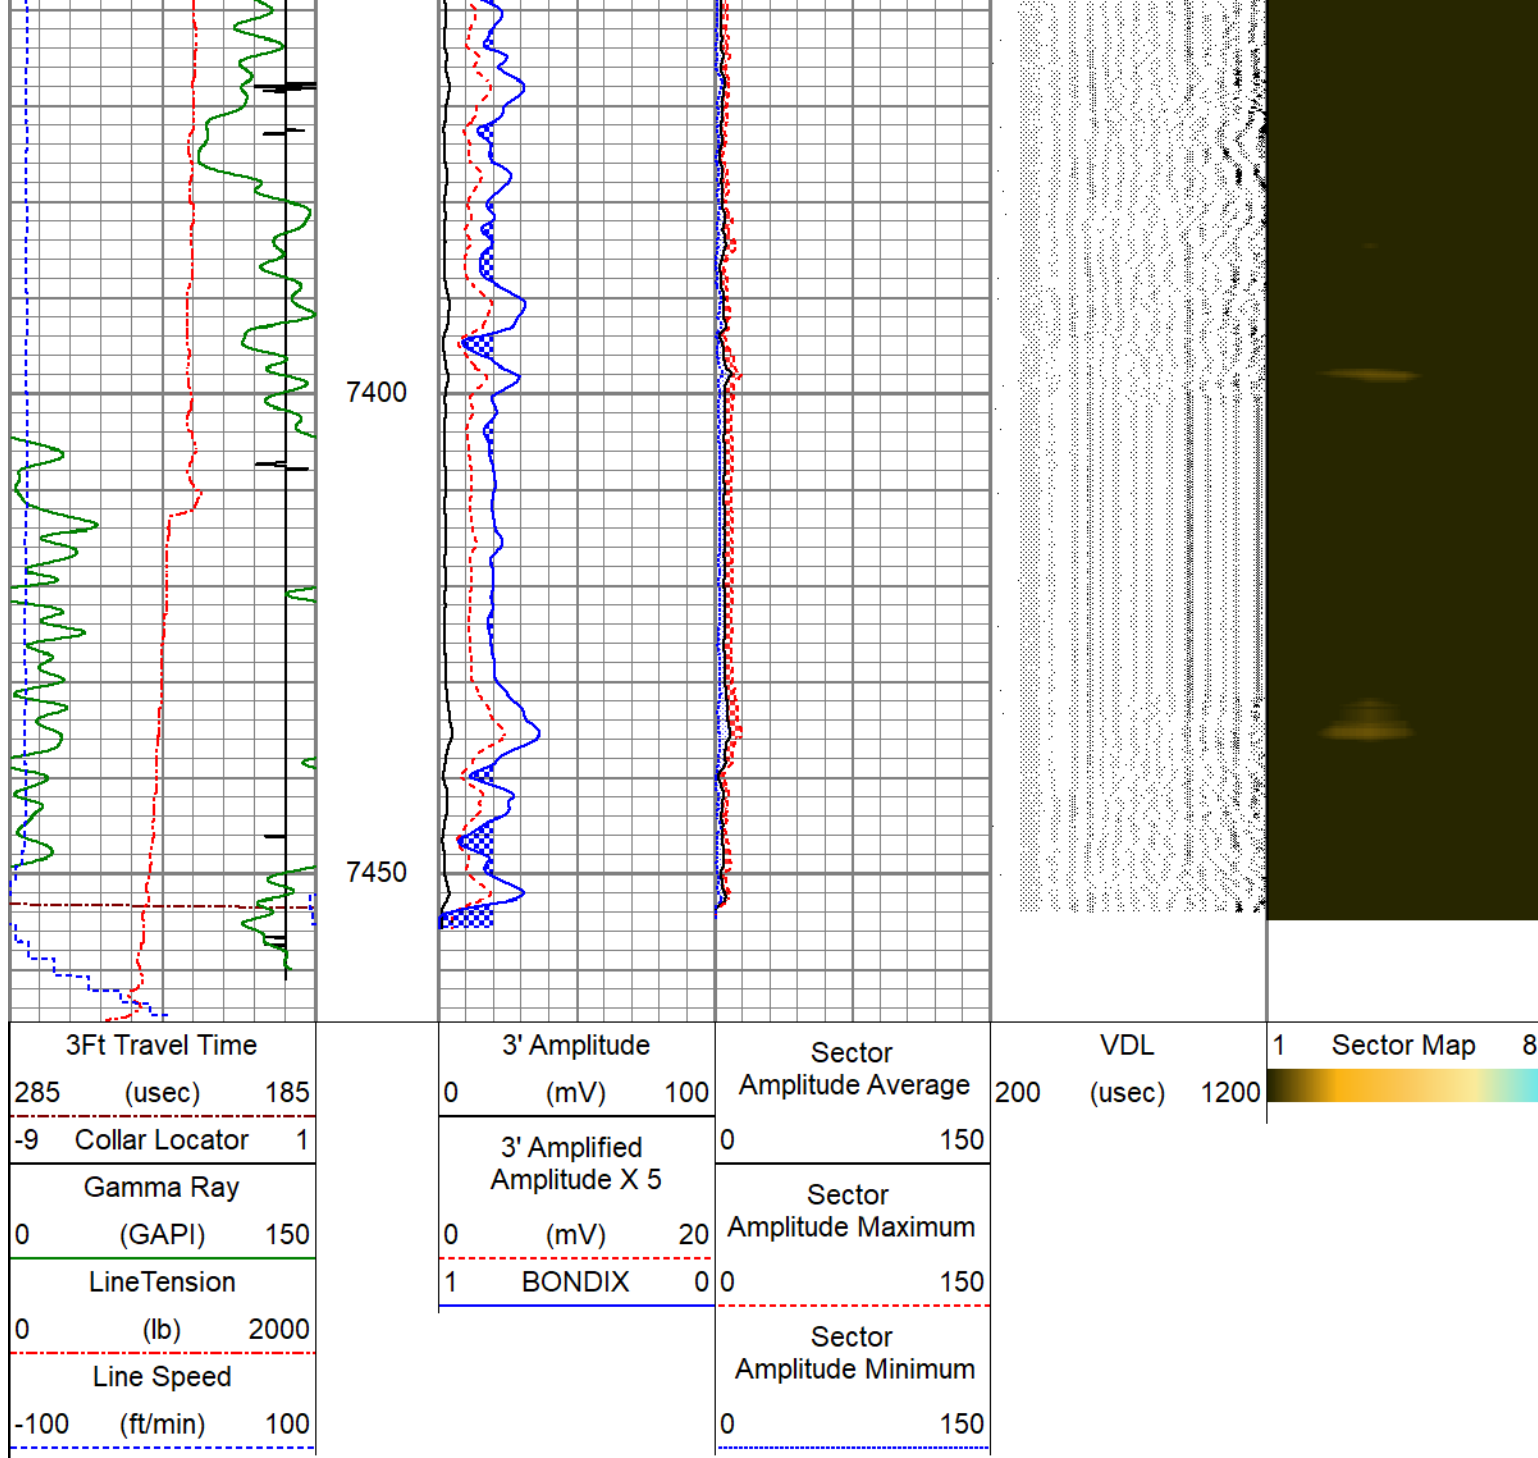 7400
7450
3Ft Travel Time
285 (usec) 185
-9 Collar Locator 1
Gamma Ray
0 (GAPI) 150
LineTension
0 (lb) 2000
Line Speed
-100 (ft/min) 100
3' Amplitude
0 (mV) 100
3' Amplified
Amplitude X 5
0 (mV) 20
1 BONDIX 0
Sector
Amplitude Average
0 150
Sector
Amplitude Maximum
0 150
Sector
Amplitude Minimum
0 150
VDL
200 (usec) 1200
1 Sector Map 8